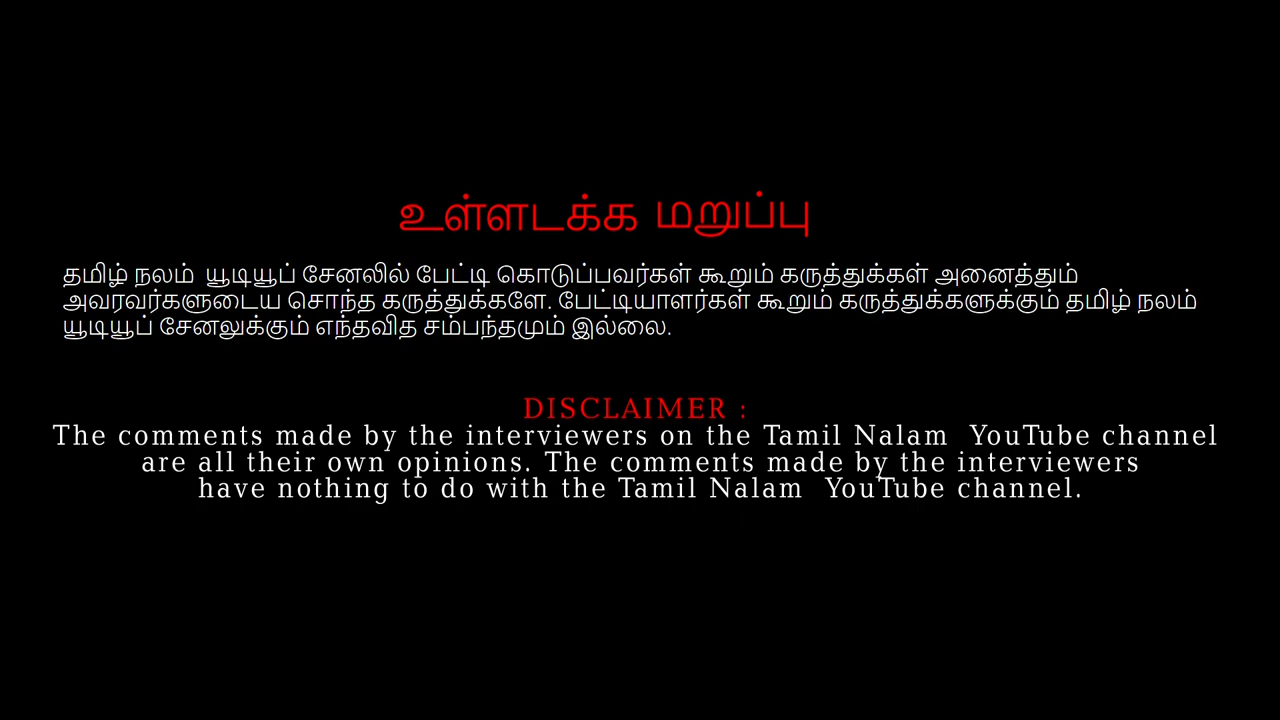 உள்ளடக்க மறுப்பு
தமிழ் நலம் யூடியூப் சேனலில் பேட்டி கொடுப்பவர்கள் கூறும் கருத்துக்கள் அனைத்தும்
அவரவர்களுடைய சொந்த கருத்துக்களே. பேட்டியாளர்கள் கூறும் கருத்துக்களுக்கும் தமிழ் நலம்
யூடியூப் சேனலுக்கும் எந்தவித சம்பந்தமும் இல்லை.
DISCLAIMER :
The comments made by the interviewers on the Tamil Nalam YouTube channel
are all their own opinions. The comments made by the interviewers
have nothing to do with the Tamil Nalam YouTube channel.